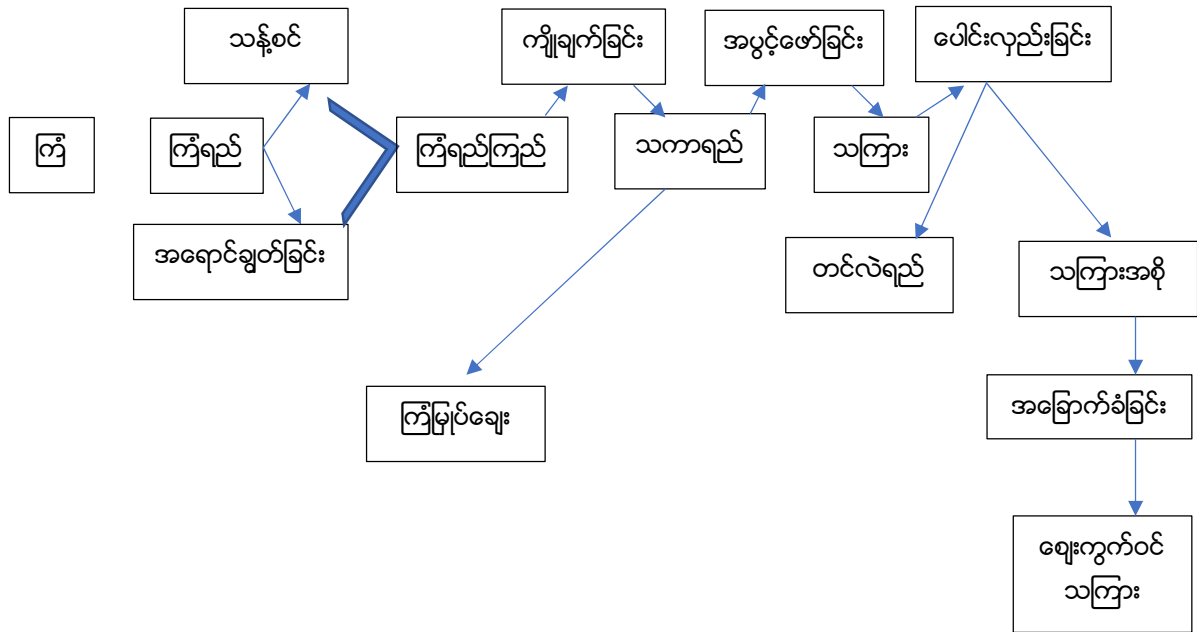 သန့်စင်
ကျိုချက်ခြင်း
အပွင့်ဖော်ခြင်း
ပေါင်းလှည်းခြင်း
ကြံ
ကြံရည်
ကြံရည်ကြည်
သကာရည်
သကြား
အရောင်ချွတ်ခြင်း
တင်လဲရည်
သကြားအစို
ကြံမြှုပ်ချေး
အခြောက်ခံခြင်း
ဈေးကွက်ဝင်
သကြား